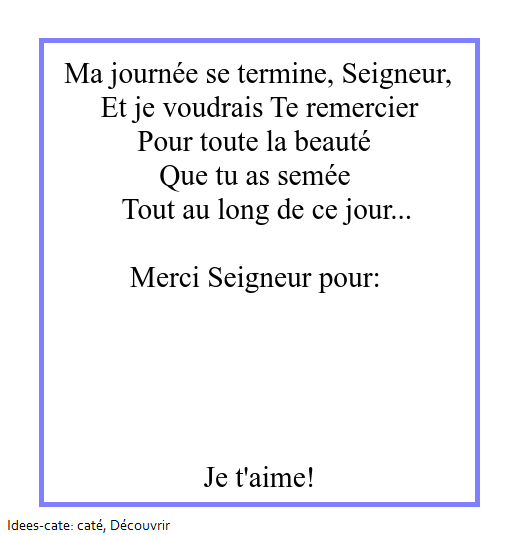 Ma journée se termine, Seigneur,
Et je voudrais Te remercier
Pour toute la beauté
Que tu as semée
Tout au long de ce jour...
Merci Seigneur pour:
Je t'aime!
Idees-cate: caté, Découvrir